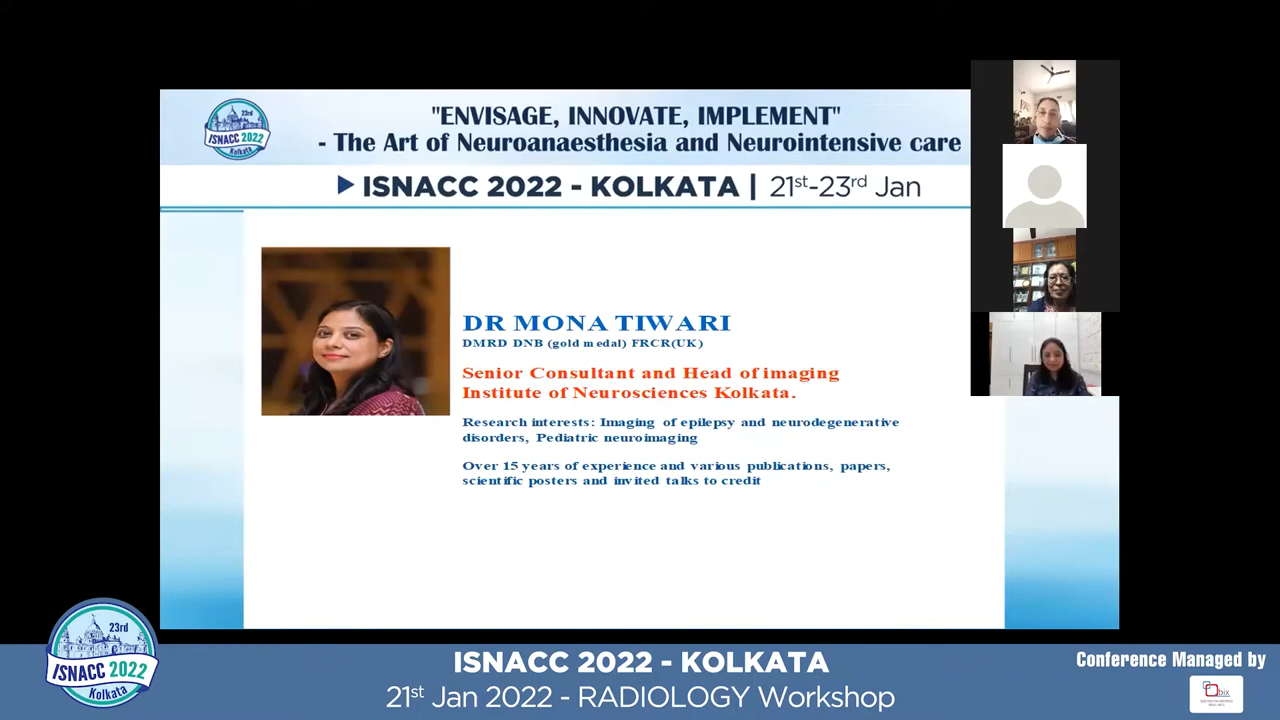 23rd
ISNACC 2022
Kolkata
"ENVISAGE, INNOVATE, IMPLEMENT"
- The Art of Neuroanaesthesia and Neurointensive care
ISNACC 2022 - KOLKATA | 21st-23rd Jan
DR MONA TIWARI
DMRD DNB (gold medal) FRCR(UK)
Senior Consultant and Head of imaging
Institute of Neurosciences Kolkata.
Research interests: Imaging of epilepsy and neurodegenerative
disorders, Pediatric neuroimaging
Over 15 years of experience and various publications, papers,
scientific posters and invited talks to credit
23rd
ISNACC 2022
Kolkata
ISNACC 2022 - KOLKATA
21st Jan 2022 - RADIOLOGY Workshop
Conference Managed by